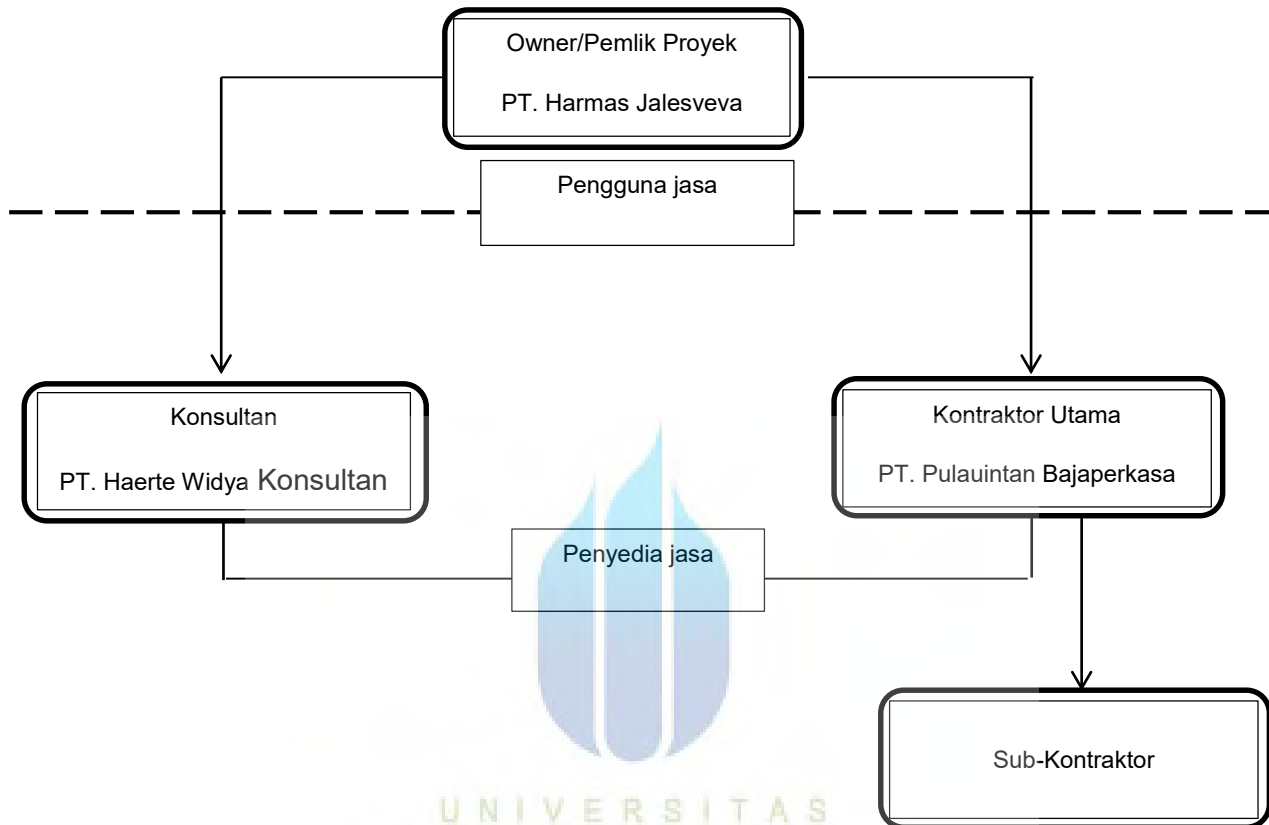 Owner/Pemlik Proyek
PT. Harmas Jalesveva
Pengguna jasa
Konsultan
PT. Haerte Widya Konsultan
Kontraktor Utama
PT. Pulauintan Bajaperkasa
Penyedia jasa
Sub-Kontraktor
UNIVERSITAS